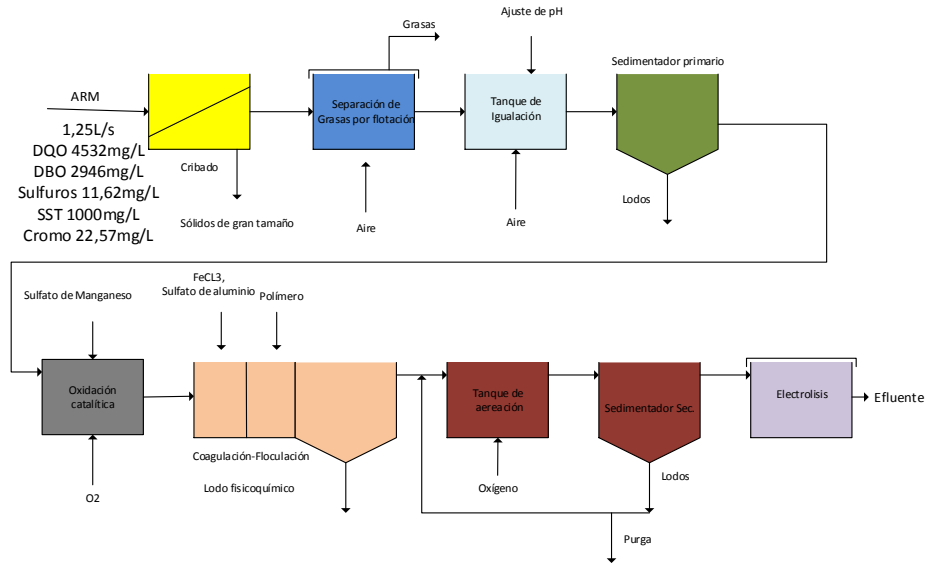 Grasas
Ajuste de pH
Sedimentador primario
ARM
1,25L/s
DQO 4532mg/L
DBO 2946mg/L
Sulfuros 11,62mg/L
SST 1000mg/L
Cromo 22,57mg/L
Cribado
Sólidos de gran tamaño
Separación de
Grasas por flotación
Aire
Tanque de
Igualación
Aire
Lodos
Sulfato de Manganeso
FeCL3,
Sulfato de aluminio
Polímero
Oxidación
catalítica
O2
Coagulación-Floculación
Lodo fisicoquímico
Tanque de
aereación
Oxígeno
Sedimentador Sec.
Lodos
Purga
Electrolisis
Efluente